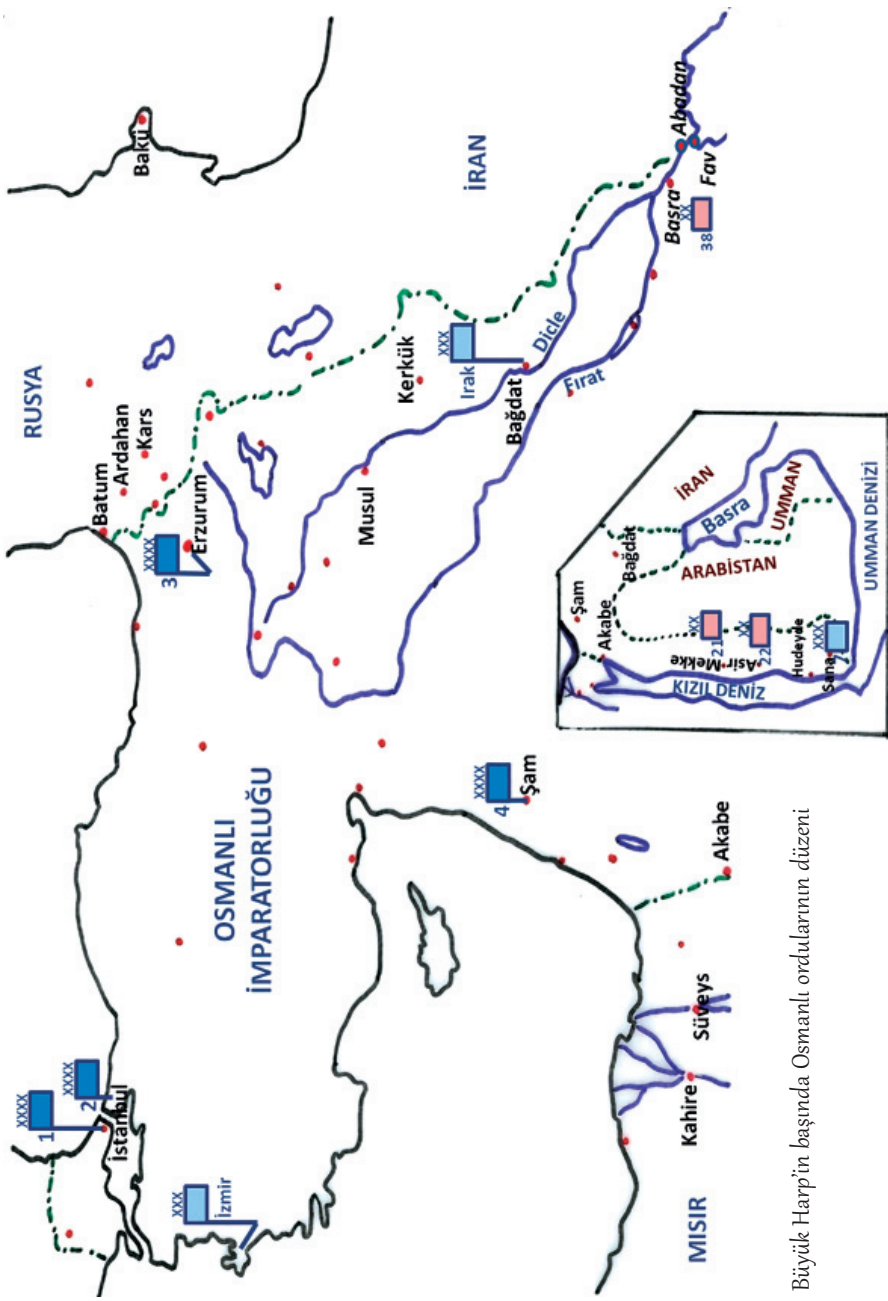 RUSYA
Bakü
Batum
Ardahan
Kars
XXXX
3
Erzurum
XXXX
1
XXXX
2
İstanbul
XXX
İzmir
OSMANLI
İMPARATORLUĞU
İRAN
Kerkük
XXX
Irak
Musul
Bağdat
Dicle
Fırat
Abadan
Fav
Basra
XX
38
XXXX
4
Şam
Akabe
Süveys
Kahire
MISIR
Şam
Akabe
Bağdat
İRAN
Basra
UMMAN
ARABİSTAN
UMMAN DENİZİ
KIZIL DENİZ
XX
21
Mekke
XX
22
Asir
Hudeyde
XXX
7
Sana
Büyük Harp'in başında Osmanlı ordularının düzeni